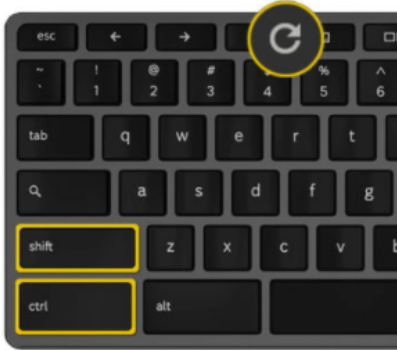 esc
~ ! @ # $ % ^
` 1 2 3 4 5 6
tab q w e r t
a s d f g
shift z x c v
ctrl alt